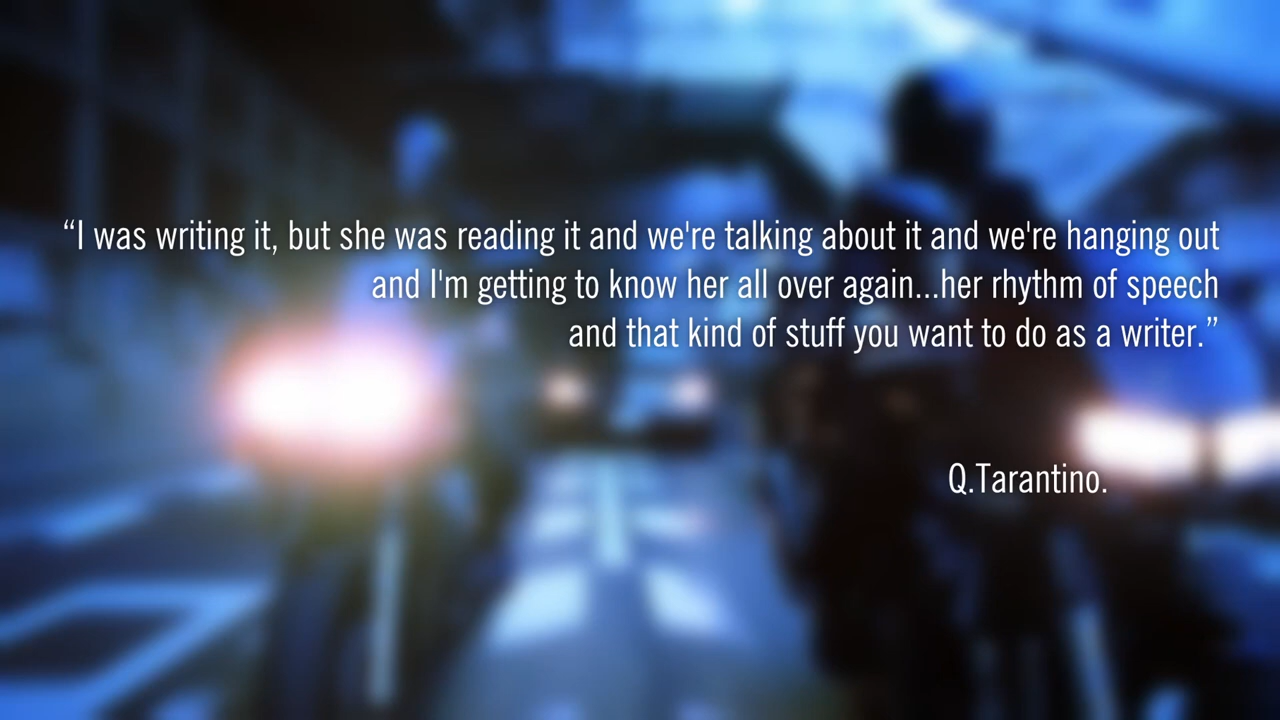 “I was writing it, but she was reading it and we're talking about it and we're hanging out
and I'm getting to know her all over again...her rhythm of speech
and that kind of stuff you want to do as a writer.”
Q.Tarantino.